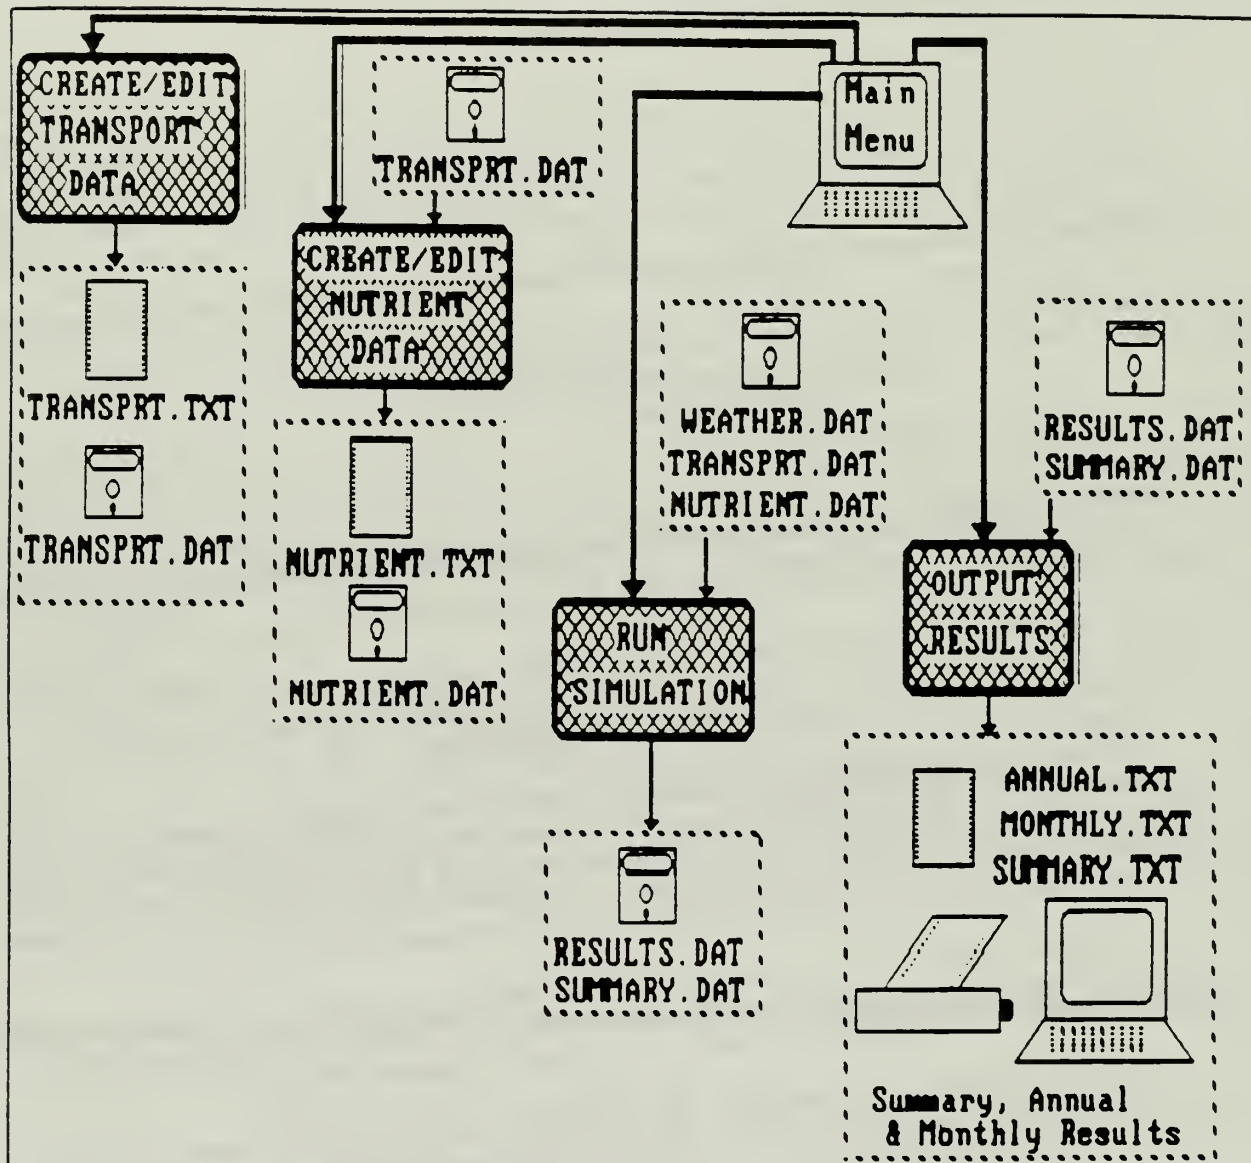 CREATE/EDIT
TRANSPORT
DATA
TRANSPRT.TXT
TRANSPRT.DAT
TRANSPRT.DAT
CREATE/EDIT
NUTRIENT
DATA
NUTRIENT.TXT
NUTRIENT.DAT
Main
Menu
WEATHER.DAT
TRANSPRT.DAT
NUTRIENT.DAT
RUN
SIMULATION
RESULTS.DAT
SUMMARY.DAT
RESULTS.DAT
SUMMARY.DAT
OUTPUT
RESULTS
ANNUAL.TXT
MONTHLY.TXT
SUMMARY.TXT
Summary, Annual
& Monthly Results